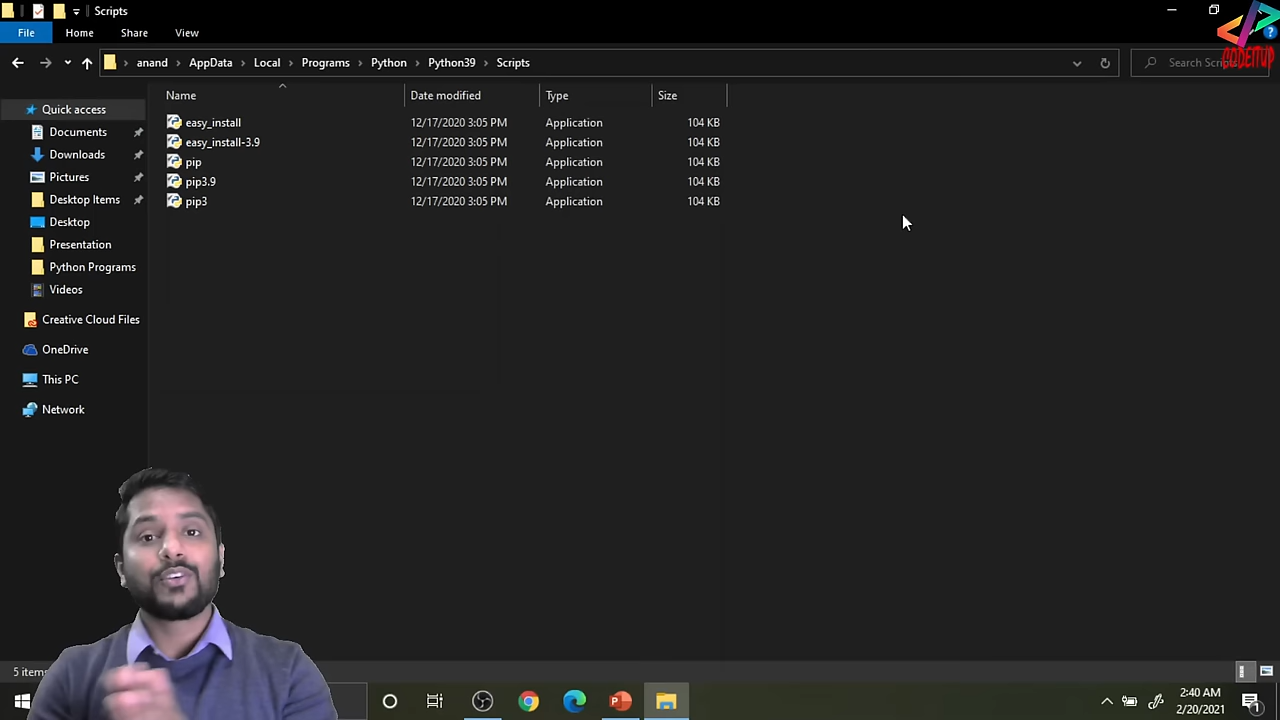 Scripts
File Home Share View
anand AppData Local Programs Python Python39 Scripts
Search Scripts
CODEITUP
Name Date modified Type Size
easy_install 12/17/2020 3:05 PM Application 104 KB
easy_install-3.9 12/17/2020 3:05 PM Application 104 KB
pip 12/17/2020 3:05 PM Application 104 KB
pip3.9 12/17/2020 3:05 PM Application 104 KB
pip3 12/17/2020 3:05 PM Application 104 KB
Quick access
Documents
Downloads
Pictures
Desktop Items
Desktop
Presentation
Python Programs
Videos
Creative Cloud Files
OneDrive
This PC
Network
5 items
2:40 AM
2/20/2021
1